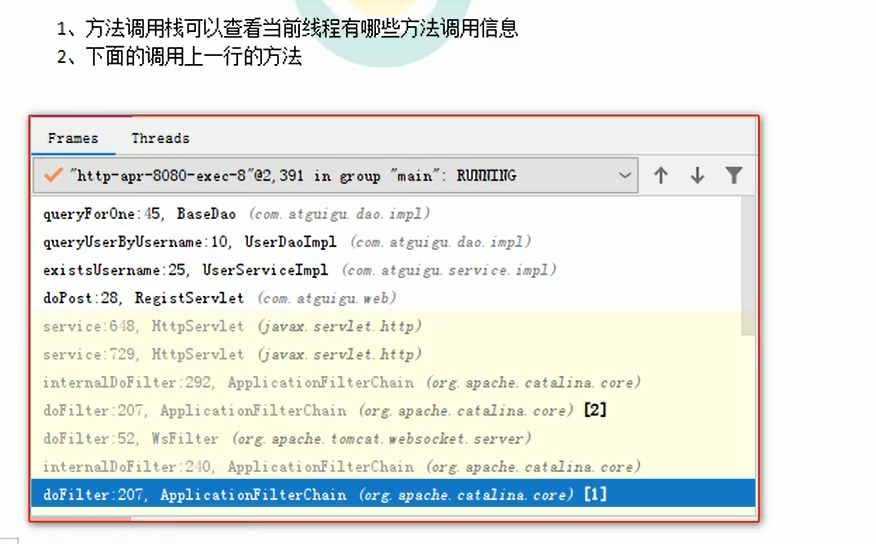 1、方法调用栈可以查看当前线程有哪些方法调用信息
2、下面的调用上一行的方法
Frames Threads
"http-apr-8080-exec-8"@2,391 in group "main": RUNNING
queryForOne:45, BaseDao (com.atguigu.dao.impl)
queryUserByUsername:10, UserDaoImpl (com.atguigu.dao.impl)
existsUsername:25, UserServiceImpl (com.atguigu.service.impl)
doPost:28, RegistServlet (com.atguigu.web)
service:648, HttpServlet (javax.servlet.http)
service:729, HttpServlet (javax.servlet.http)
internalDoFilter:292, ApplicationFilterChain (org.apache.catalina.core)
doFilter:207, ApplicationFilterChain (org.apache.catalina.core) [2]
doFilter:52, WsFilter (org.apache.tomcat.websocket.server)
internalDoFilter:240, ApplicationFilterChain (org.apache.catalina.core)
doFilter:207, ApplicationFilterChain (org.apache.catalina.core) [1]